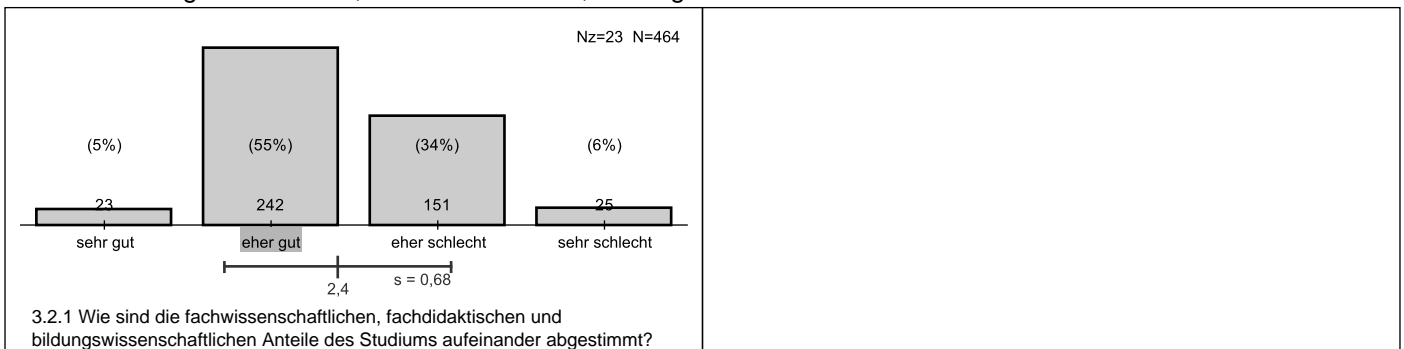 Nz=23 N=464
(5%) (55%) (34%) (6%)
23 242 151 25
sehr gut eher gut eher schlecht sehr schlecht
2,4 s = 0,68
3.2.1 Wie sind die fachwissenschaftlichen, fachdidaktischen und
bildungswissenschaftlichen Anteile des Studiums aufeinander abgestimmt?